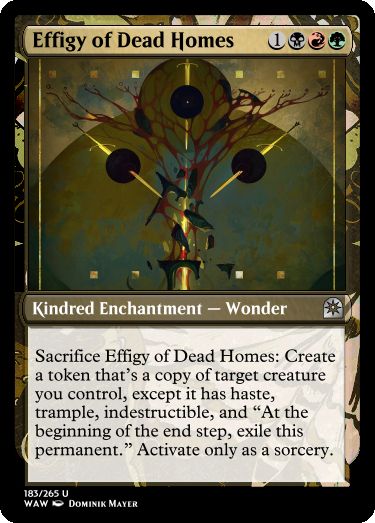 Effigy of Dead Homes 1
Kindred Enchantment — Wonder
Sacrifice Effigy of Dead Homes: Create
a token that's a copy of target creature
you control, except it has haste,
trample, indestructible, and “At the
beginning of the end step, exile this
permanent.” Activate only as a sorcery.
183/265 U
WAW Dominik Mayer